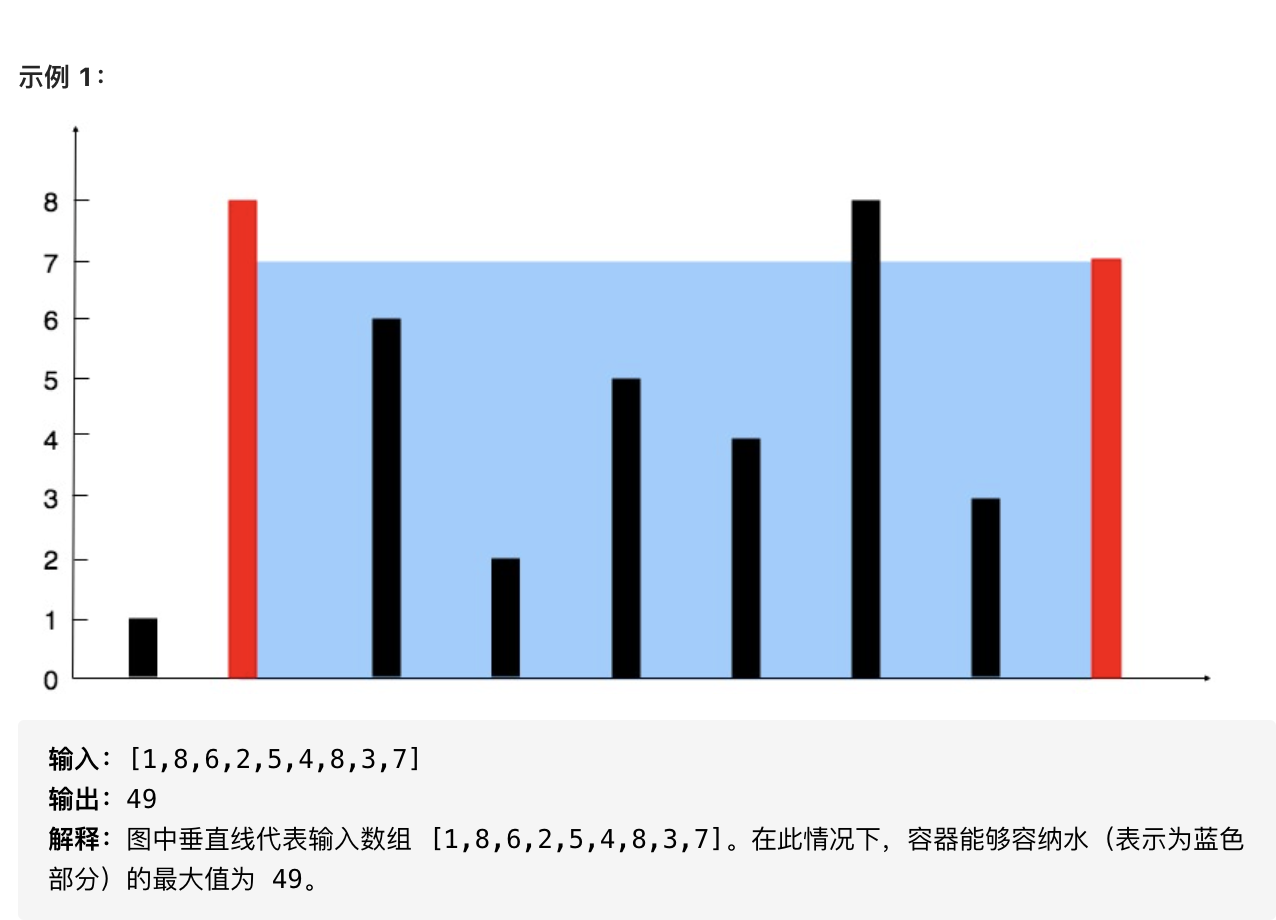 示例 1：
8
7
6
5
4
3
2
1
0
输入：[1,8,6,2,5,4,8,3,7]
输出：49
解释：图中垂直线代表输入数组 [1,8,6,2,5,4,8,3,7]。在此情况下，容器能够容纳水（表示为蓝色
部分）的最大值为 49。